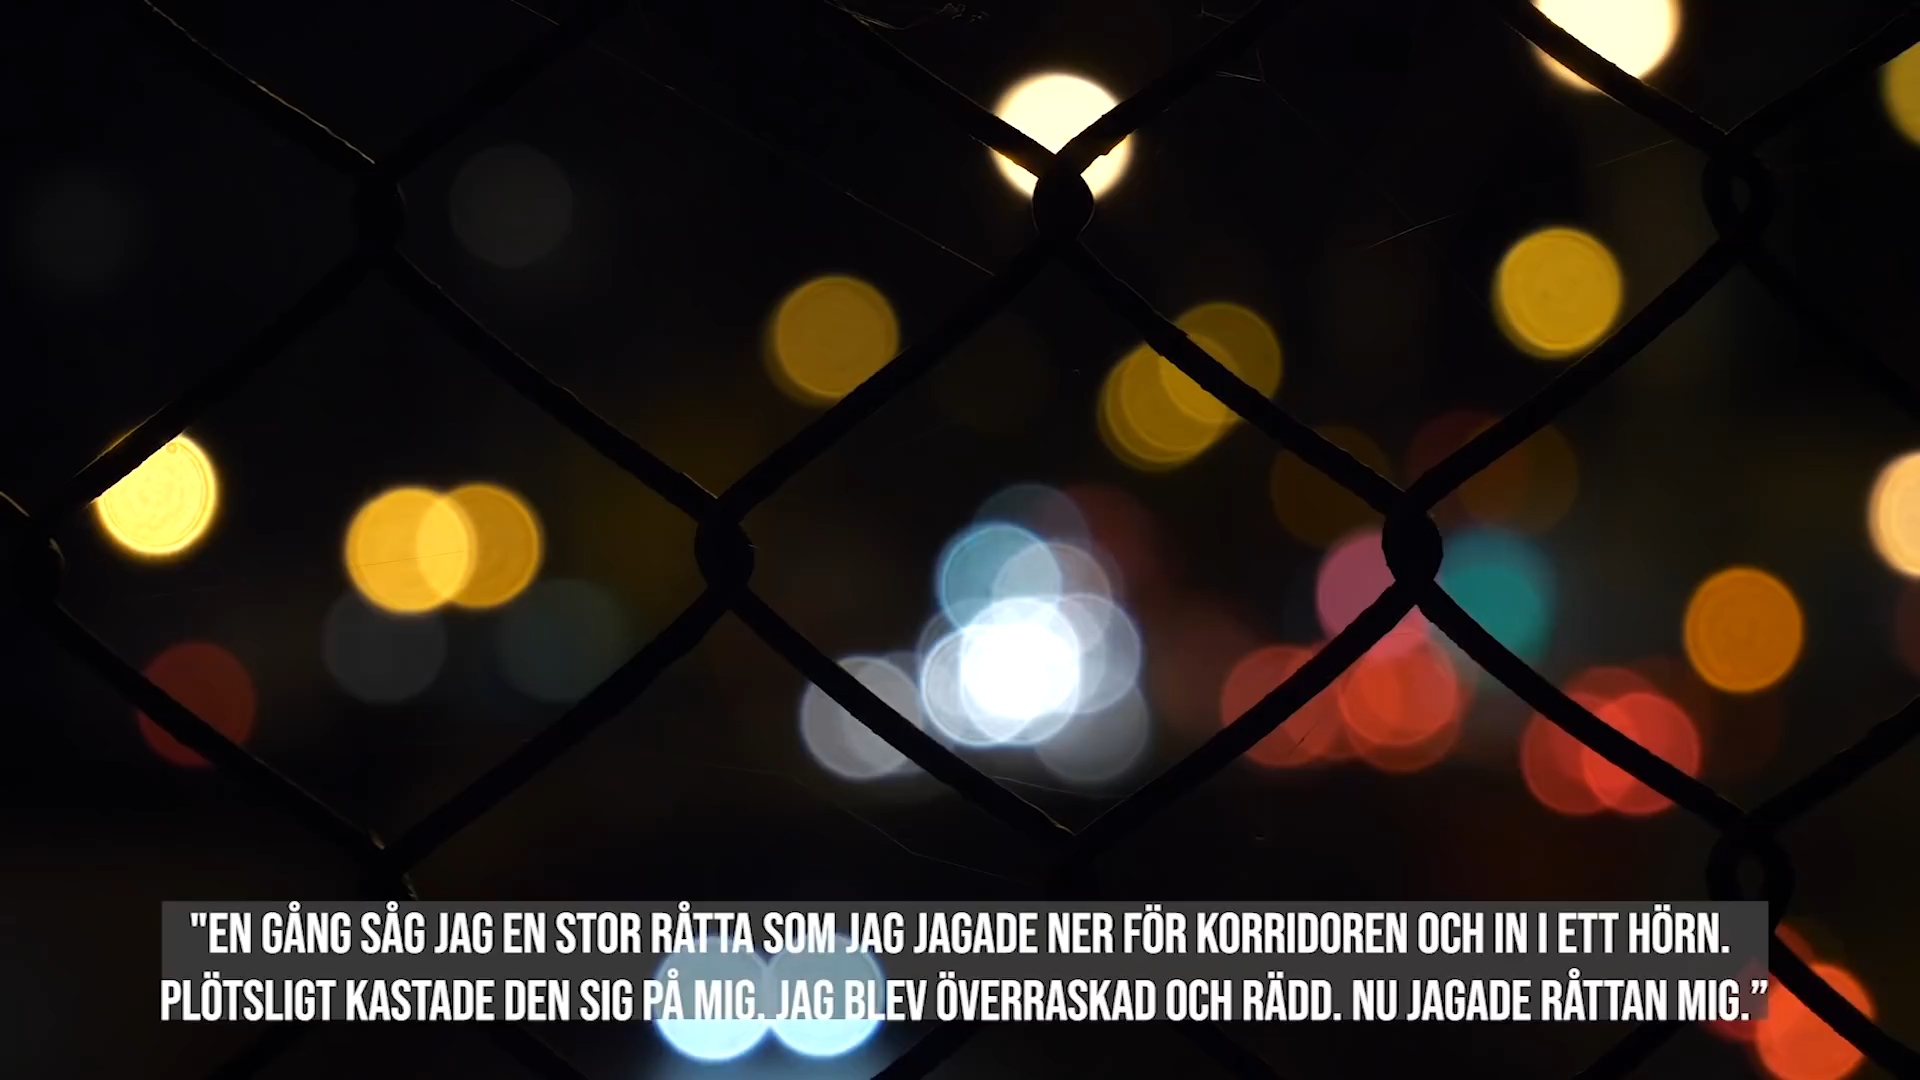 "EN GÅNG SÅG JAG EN STOR RÅTTA SOM JAG JAGADE NER FÖR KORRIDOREN OCH IN I ETT HÖRN.
PLÖTSLIGT KASTADE DEN SIG PÅ MIG. JAG BLEV ÖVERRASKAD OCH RÄDD. NU JAGADE RÅTTAN MIG.”